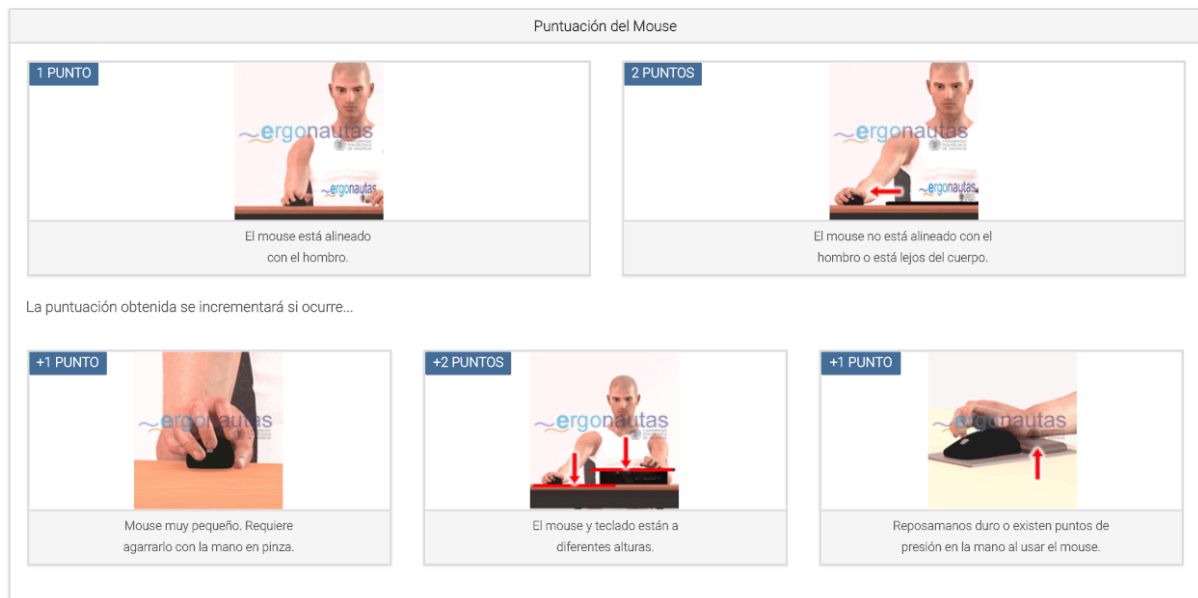 Puntuación del Mouse
1 PUNTO
~ergonautas
~ergonautas
El mouse está alineado
con el hombro.
2 PUNTOS
~ergonautas
~ergonautas
El mouse no está alineado con el
hombro o está lejos del cuerpo.
La puntuación obtenida se incrementará si ocurre...
+1 PUNTO
~ergonautas
Mouse muy pequeño. Requiere
agarrarlo con la mano en pinza.
+2 PUNTOS
~ergonautas
El mouse y teclado están a
diferentes alturas.
+1 PUNTO
~ergonautas
Reposamanos duro o existen puntos de
presión en la mano al usar el mouse.